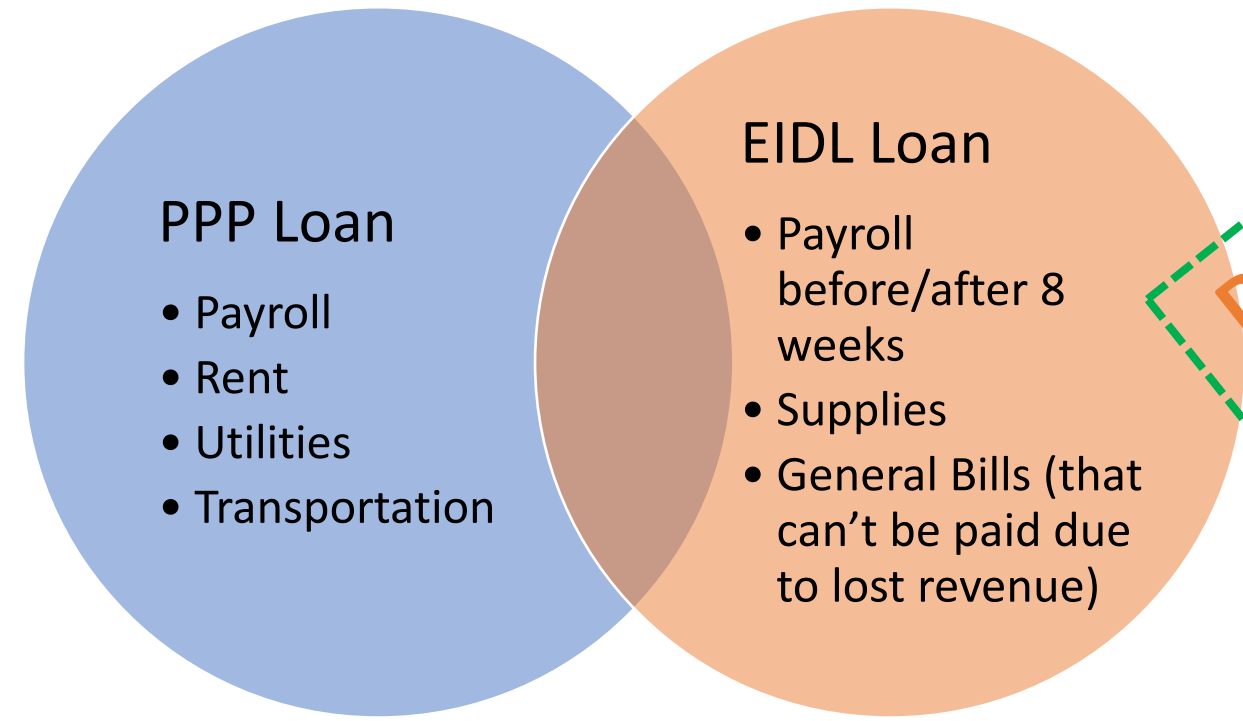 PPP Loan
• Payroll
• Rent
• Utilities
• Transportation
EIDL Loan
• Payroll
before/after 8
weeks
• Supplies
• General Bills (that
can’t be paid due
to lost revenue)